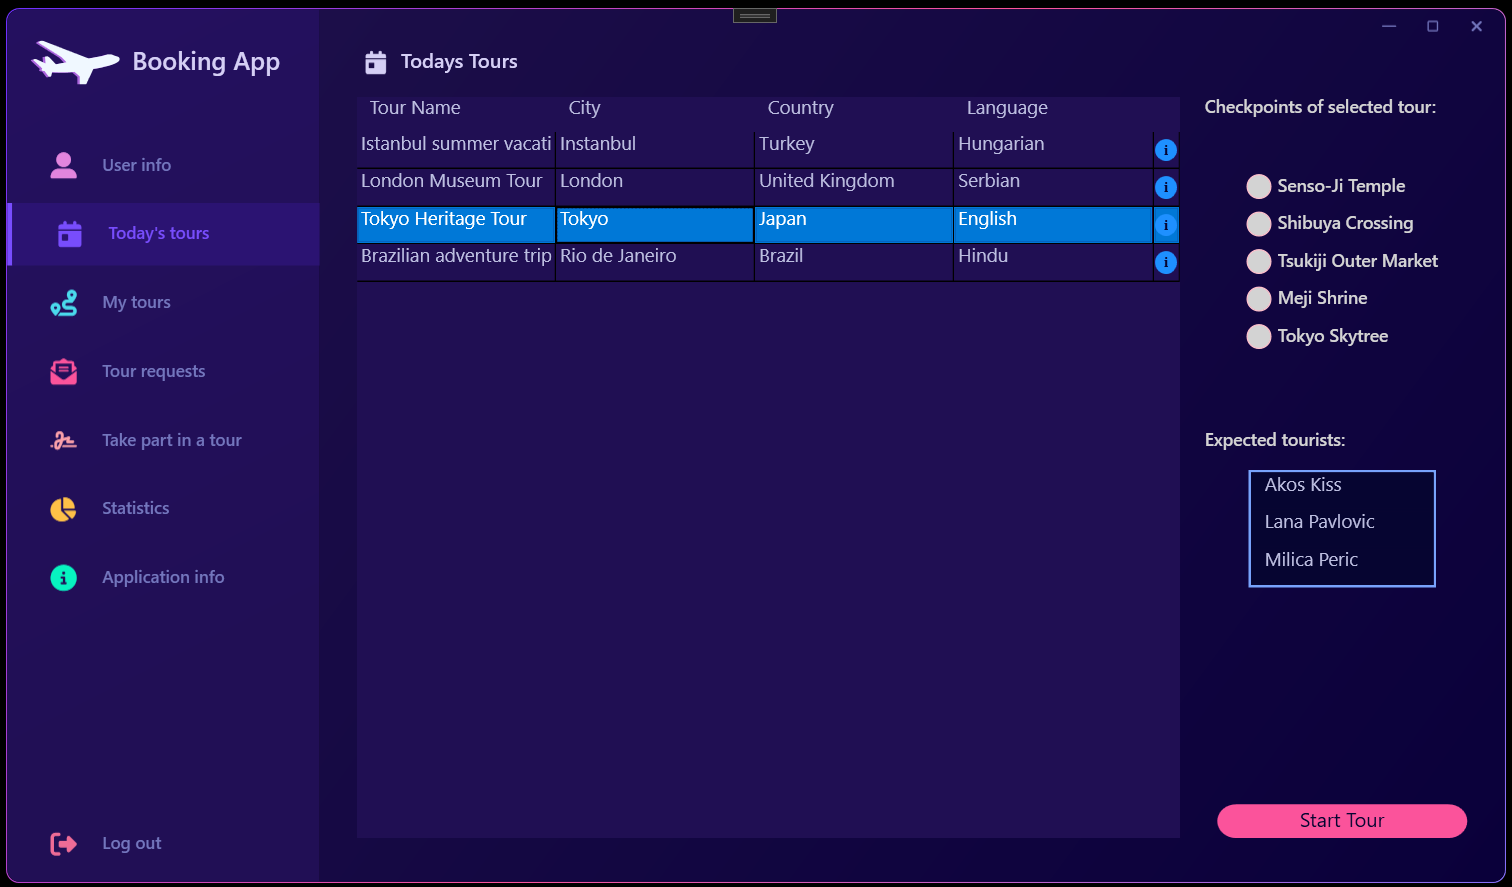 Booking App
User info
Today's tours
My tours
Tour requests
Take part in a tour
Statistics
Application info
Log out
Todays Tours
Tour Name City Country Language
Istanbul summer vacati Instanbul Turkey Hungarian
London Museum Tour London United Kingdom Serbian
Tokyo Heritage Tour Tokyo Japan English
Brazilian adventure trip Rio de Janeiro Brazil Hindu
Checkpoints of selected tour:
Senso-Ji Temple
Shibuya Crossing
Tsukiji Outer Market
Meji Shrine
Tokyo Skytree
Expected tourists:
Akos Kiss
Lana Pavlovic
Milica Peric
Start Tour